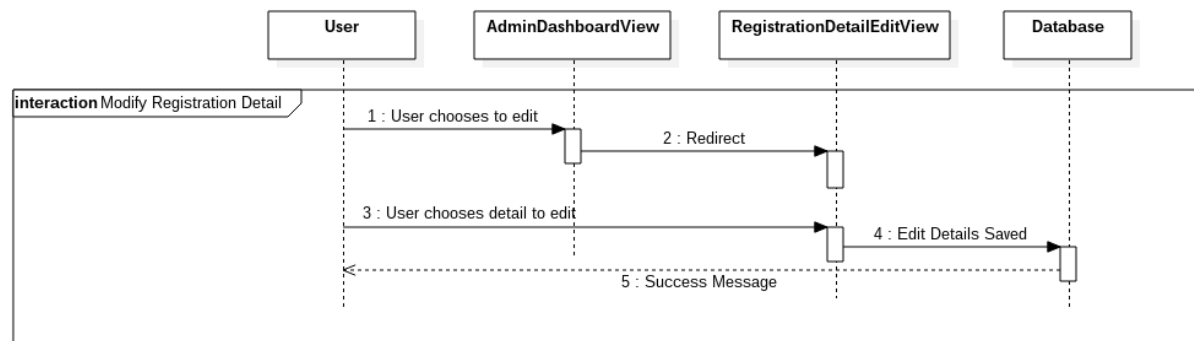 User
AdminDashboardView
RegistrationDetailEditView
Database
interaction Modify Registration Detail
1 : User chooses to edit
2 : Redirect
3 : User chooses detail to edit
4 : Edit Details Saved
5 : Success Message